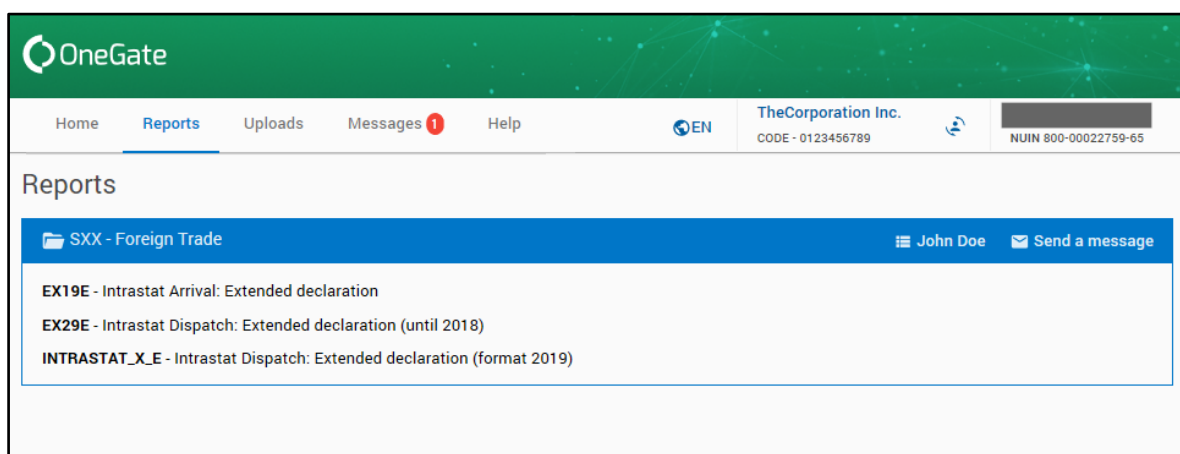 OneGate
Home Reports Uploads Messages 1 Help EN TheCorporation Inc. CODE - 0123456789 NUIN 800-00022759-65
Reports
SXX - Foreign Trade John Doe Send a message
EX19E - Intrastat Arrival: Extended declaration
EX29E - Intrastat Dispatch: Extended declaration (until 2018)
INTRASTAT_X_E - Intrastat Dispatch: Extended declaration (format 2019)